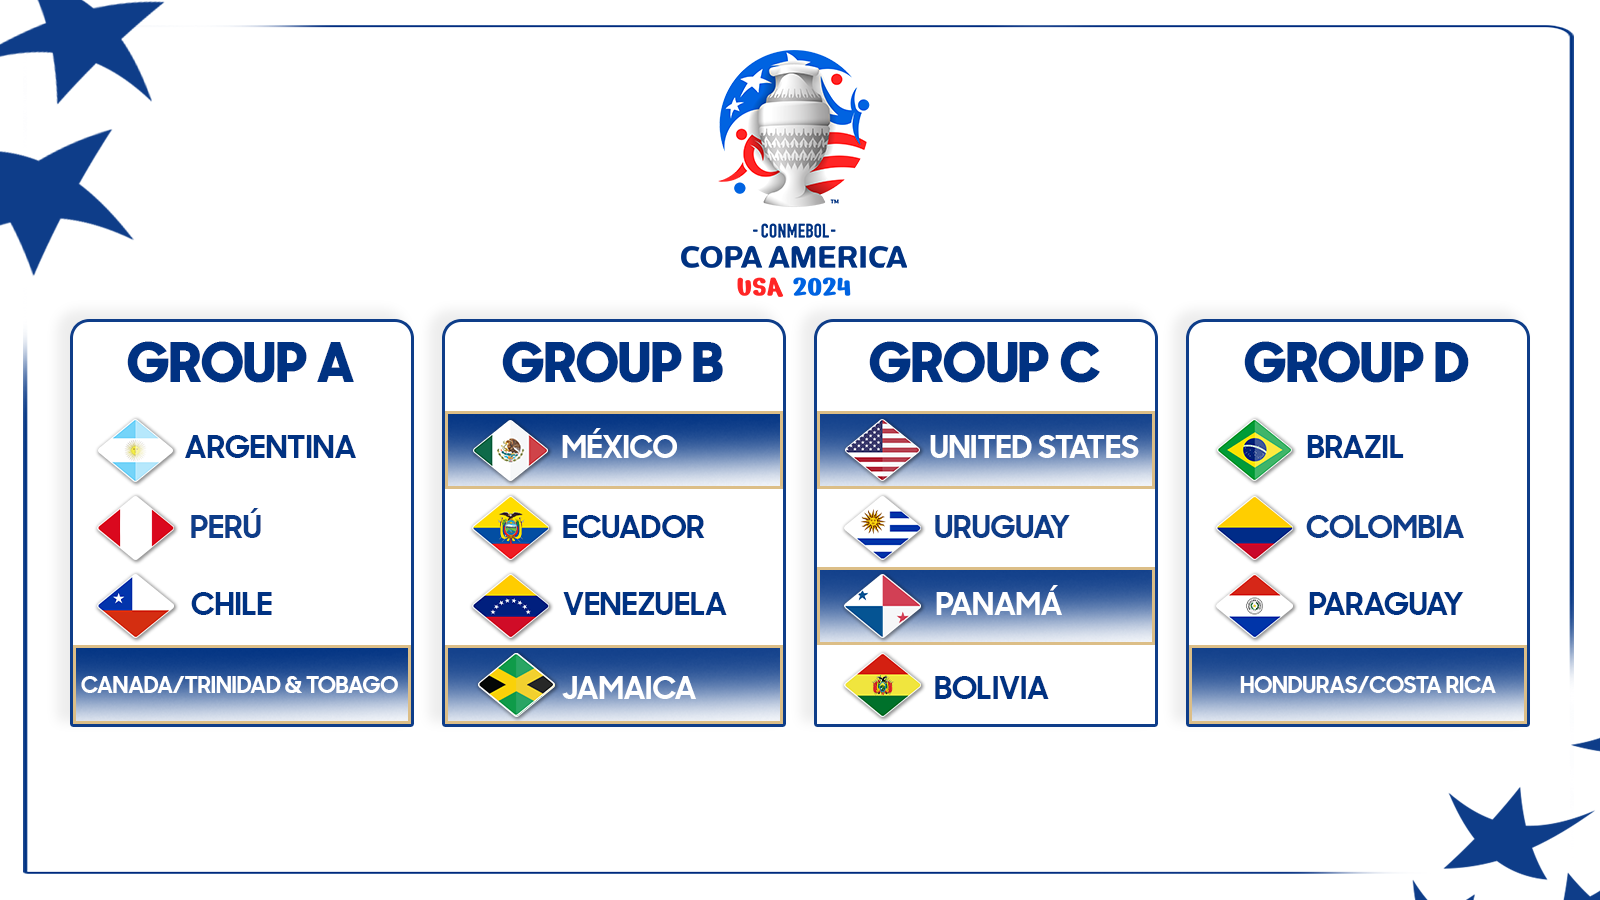 ™
-CONMEBOL-
COPA AMERICA
USA 2024
GROUP A
ARGENTINA
PERÚ
CHILE
CANADA/TRINIDAD & TOBAGO
GROUP B
MÉXICO
ECUADOR
VENEZUELA
JAMAICA
GROUP C
UNITED STATES
URUGUAY
PANAMÁ
BOLIVIA
GROUP D
BRAZIL
COLOMBIA
PARAGUAY
HONDURAS/COSTA RICA